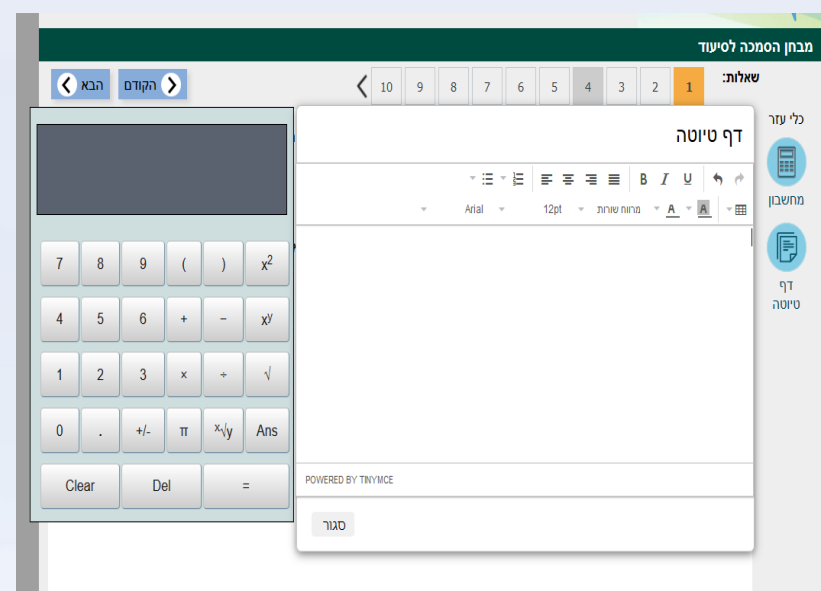 מבחן הסמכה לסיעוד
שאלות:
1 2 3 4 5 6 7 8 9 10
הקודם
הבא
כלי עזר
מחשבון
דף
טיוטה
דף טיוטה
B I U
A A מרווח שורות 12pt Arial
POWERED BY TINYMCE
סגור
7 8 9 ( ) x²
4 5 6 + − xʸ
1 2 3 × ÷ √
0 . +/- π ˣ√y Ans
Clear Del =